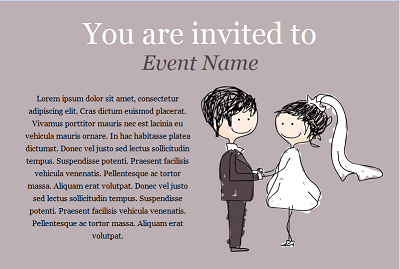 You are invited to
Event Name
Lorem ipsum dolor sit amet, consectetur
adipiscing elit. Cras dictum euismod placerat.
Vivamus porttitor mauris nec est lacinia eu
vehicula mauris ornare. In hac habitasse platea
dictumst. Donec vel justo sed lectus sollicitudin
tempus. Suspendisse potenti. Praesent facilisis
vehicula venenatis. Pellentesque ac tortor
massa. Aliquam erat volutpat. Donec vel justo
sed lectus sollicitudin tempus. Suspendisse
potenti. Praesent facilisis vehicula venenatis.
Pellentesque ac tortor massa. Aliquam erat
volutpat.